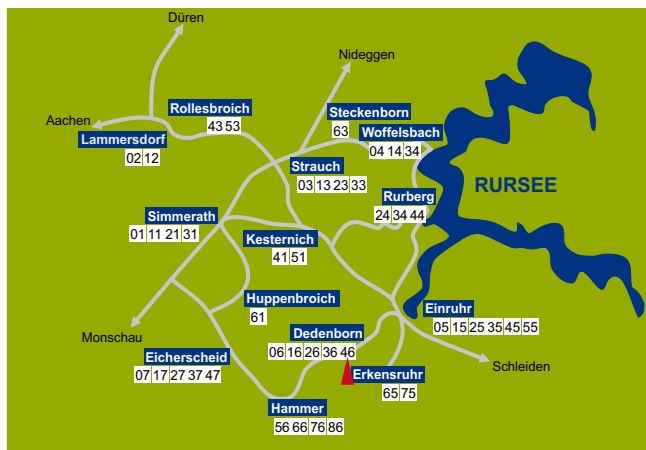 Düren
Nideggen
Rollesbroich
43 53
Aachen
Lammersdorf
02 12
Steckenborn
63
Woffelsbach
04 14 34
Strauch
03 13 23 33
RURSEE
Rurberg
24 34 44
Simmerath
01 11 21 31
Kesternich
41 51
Huppenbroich
61
Einruhr
05 15 25 35 45 55
Monschau
Dedenborn
06 16 26 36 46
Eicherscheid
07 17 27 37 47
Schleiden
Erkensruhr
65 75
Hammer
56 66 76 86